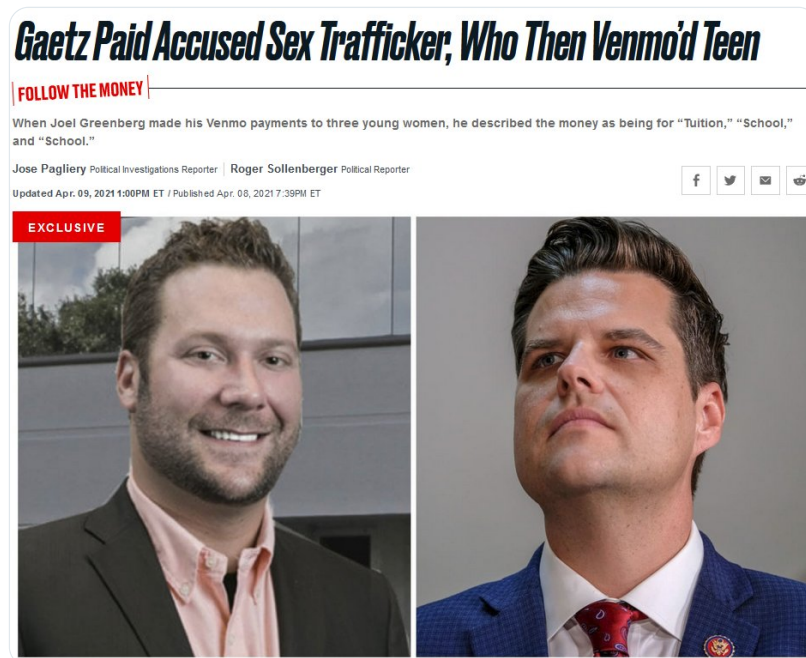 Gaetz Paid Accused Sex Trafficker, Who Then Venmo'd Teen
FOLLOW THE MONEY
When Joel Greenberg made his Venmo payments to three young women, he described the money as being for “Tuition,” “School,”
and “School.”
Jose Pagliery Political Investigations Reporter | Roger Sollenberger Political Reporter
Updated Apr. 09, 2021 1:00PM ET / Published Apr. 08, 2021 7:39PM ET
EXCLUSIVE